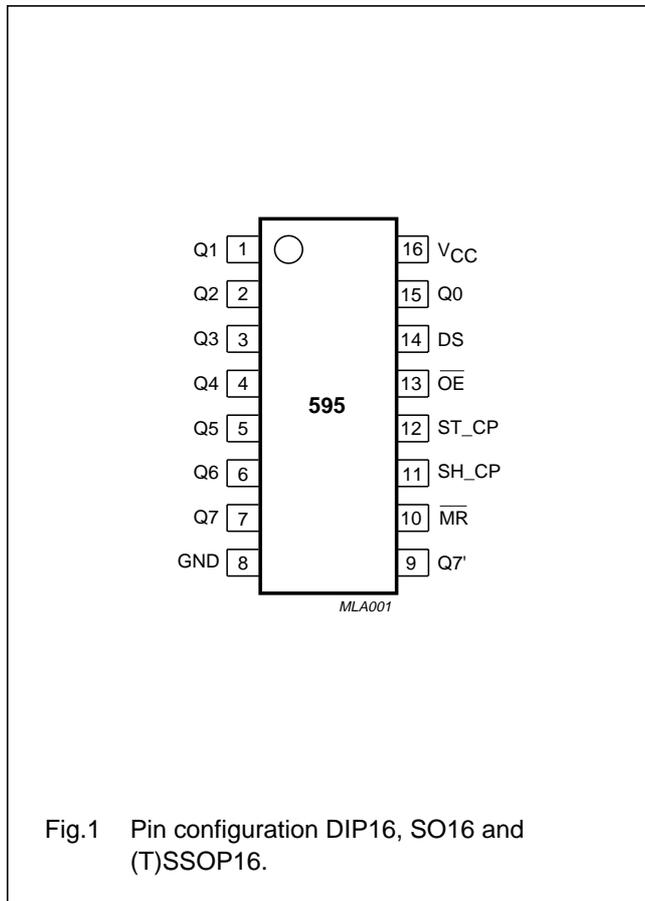 Q1 1 16 VCC
Q2 2 15 Q0
Q3 3 14 DS
Q4 4 13 O̅E̅
595
Q5 5 12 ST_CP
Q6 6 11 SH_CP
Q7 7 10 M̅R̅
GND 8 9 Q7'
MLA001
Fig.1 Pin configuration DIP16, SO16 and
(T)SSOP16.